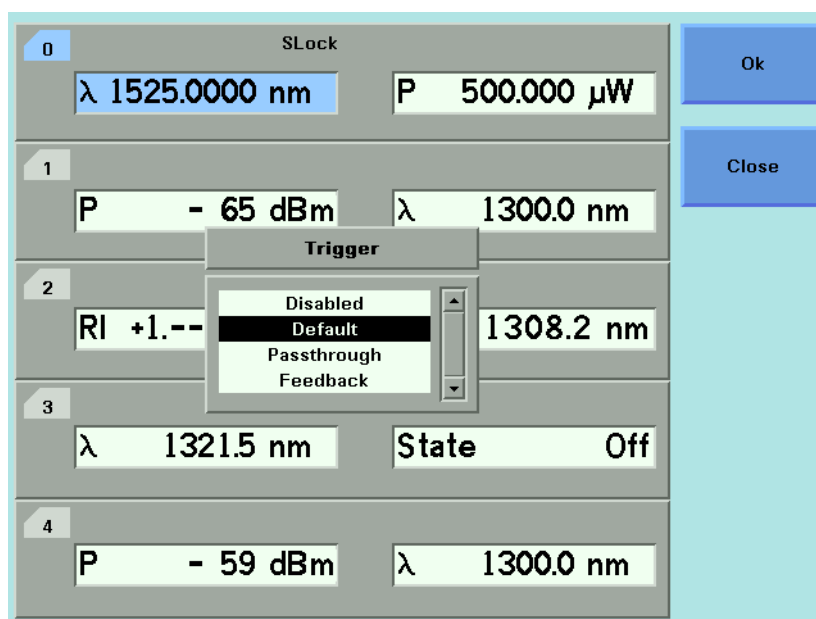 0
SLock
λ 1525.0000 nm
P 500.000 µW
1
P - 65 dBm
λ 1300.0 nm
Trigger
Disabled
Default
Passthrough
Feedback
2
RI +1.--
1308.2 nm
3
λ 1321.5 nm
State Off
4
P - 59 dBm
λ 1300.0 nm
Ok
Close